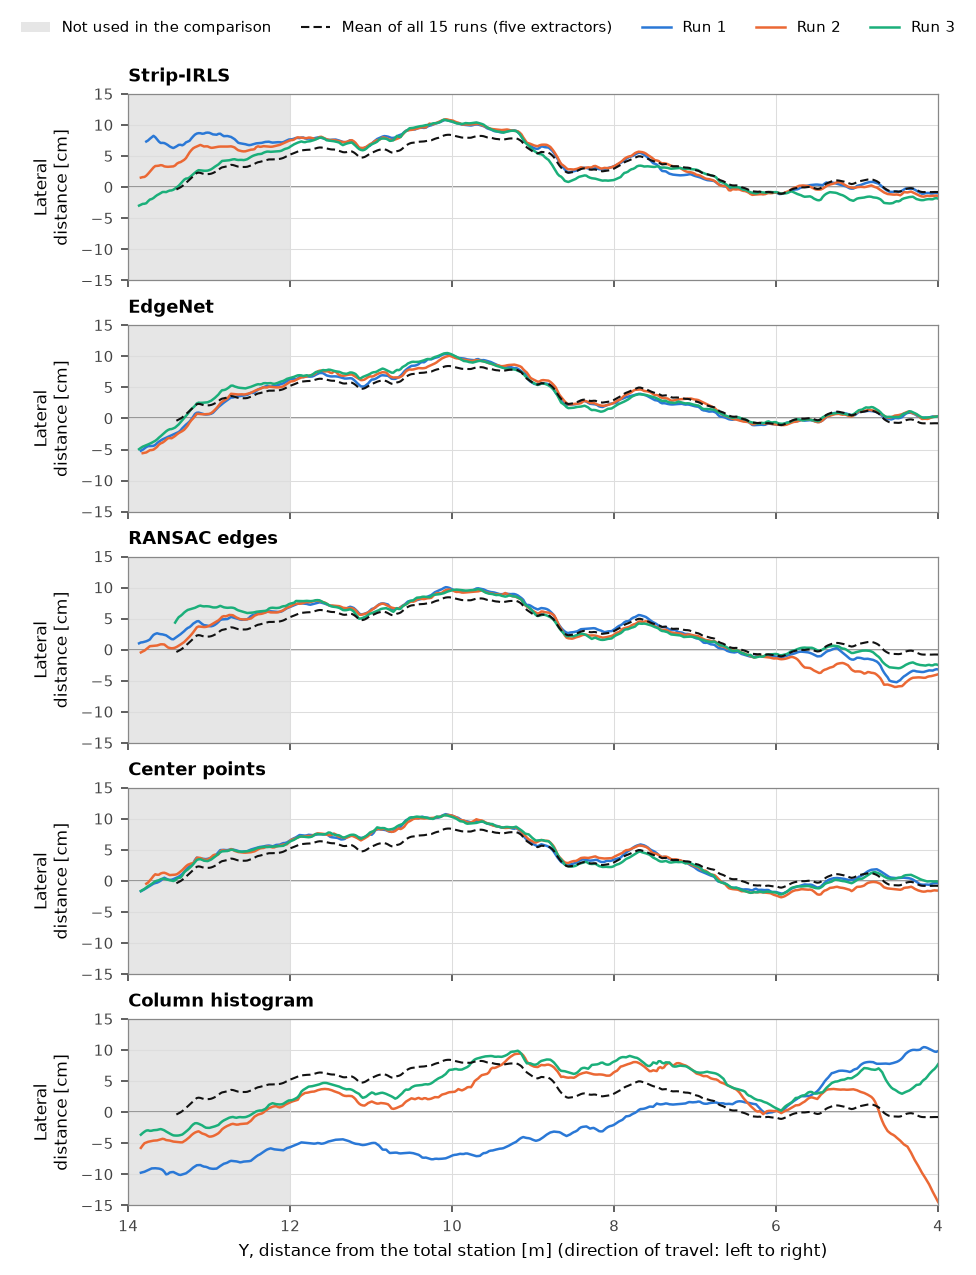 Not used in the comparison Mean of all 15 runs (five extractors) Run 1 Run 2 Run 3
Strip-IRLS
15
10
5
0
−5
−10
−15
Lateral
distance [cm]
EdgeNet
15
10
5
0
−5
−10
−15
Lateral
distance [cm]
RANSAC edges
15
10
5
0
−5
−10
−15
Lateral
distance [cm]
Center points
15
10
5
0
−5
−10
−15
Lateral
distance [cm]
Column histogram
15
10
5
0
−5
−10
−15
Lateral
distance [cm]
14 12 10 8 6 4
Y, distance from the total station [m] (direction of travel: left to right)